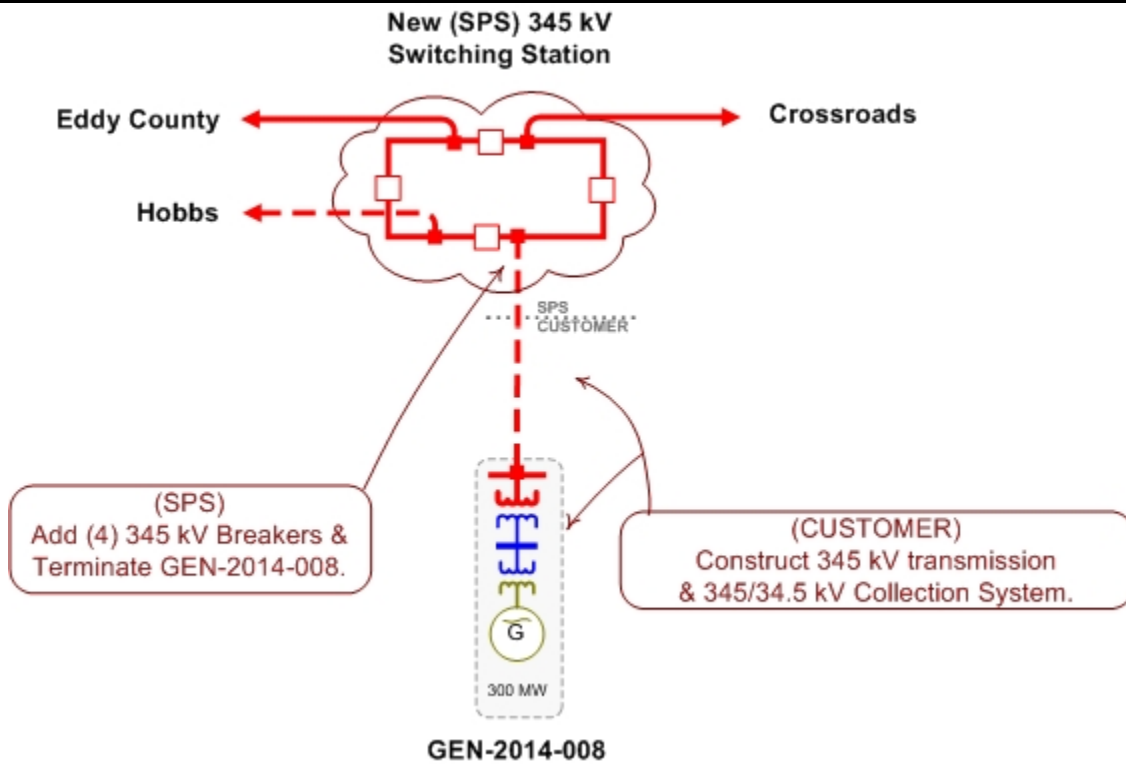 New (SPS) 345 kV
Switching Station
Eddy County
Crossroads
Hobbs
SPS
CUSTOMER
(SPS)
Add (4) 345 kV Breakers &
Terminate GEN-2014-008.
(CUSTOMER)
Construct 345 kV transmission
& 345/34.5 kV Collection System.
G
300 MW
GEN-2014-008